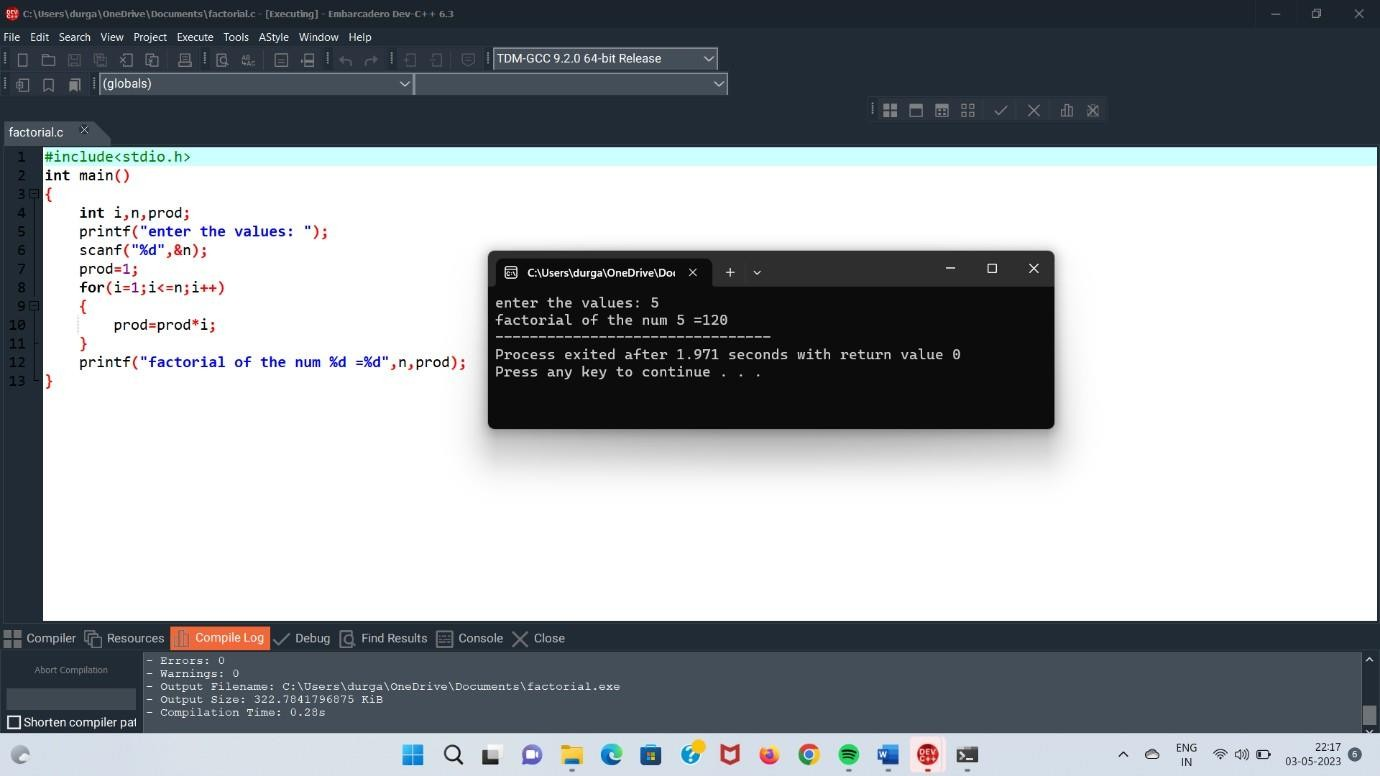 C:\Users\durga\OneDrive\Documents\factorial.c - [Executing] - Embarcadero Dev-C++ 6.3
File Edit Search View Project Execute Tools AStyle Window Help
TDM-GCC 9.2.0 64-bit Release
(globals)
factorial.c
1 #include<stdio.h>
2 int main()
3 {
4 int i,n,prod;
5 printf("enter the values: ");
6 scanf("%d",&n);
7 prod=1;
8 for(i=1;i<=n;i++)
9 {
10 prod=prod*i;
11 }
12 printf("factorial of the num %d =%d",n,prod);
13 }
C:\Users\durga\OneDrive\Doc
enter the values: 5
factorial of the num 5 =120
--------------------------------
Process exited after 1.971 seconds with return value 0
Press any key to continue . . .
Compiler Resources Compile Log Debug Find Results Console Close
Abort Compilation
Shorten compiler pat
- Errors: 0
- Warnings: 0
- Output Filename: C:\Users\durga\OneDrive\Documents\factorial.exe
- Output Size: 322.7841796875 KiB
- Compilation Time: 0.28s
DEV C++
ENG
IN
22:17
03-05-2023
6